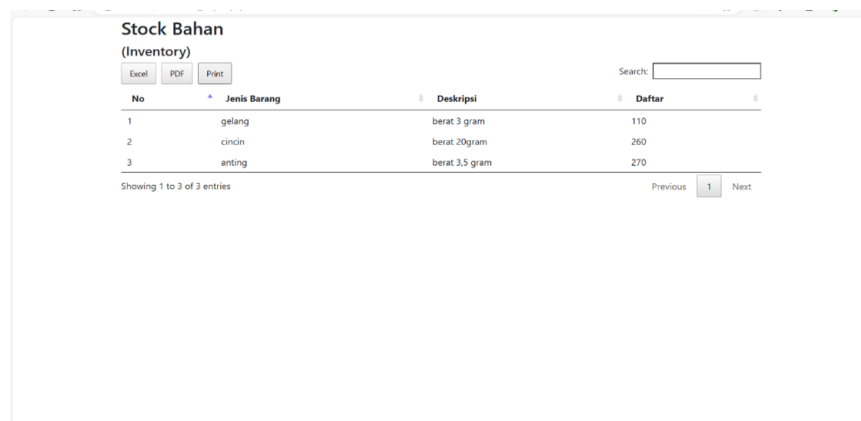 Stock Bahan
(Inventory)
Excel PDF Print Search:
No Jenis Barang Deskripsi Daftar
1 gelang berat 3 gram 110
2 cincin berat 20gram 260
3 anting berat 3,5 gram 270
Showing 1 to 3 of 3 entries Previous 1 Next